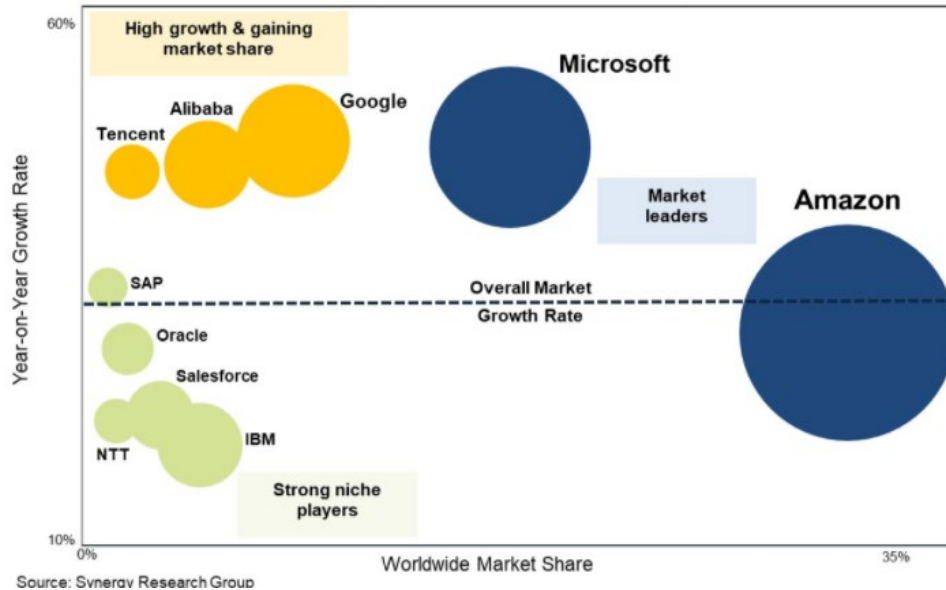 60%
High growth & gaining
market share
Microsoft
Google
Alibaba
Tencent
Market
leaders
Amazon
Year-on-Year Growth Rate
SAP
Overall Market
Growth Rate
Oracle
Salesforce
NTT
IBM
Strong niche
players
10%
0%
Worldwide Market Share
35%
Source: Synergy Research Group